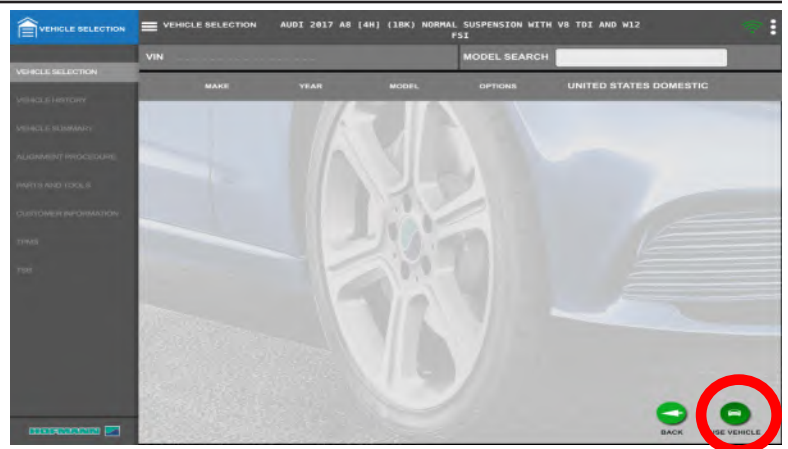 VEHICLE SELECTION
VEHICLE SELECTION AUDI 2017 A8 [4H] (1BK) NORMAL SUSPENSION WITH V8 TDI AND W12
FSI
VIN MODEL SEARCH
VEHICLE SELECTION
MAKE YEAR MODEL OPTIONS UNITED STATES DOMESTIC
VEHICLE HISTORY
VEHICLE SUMMARY
ALIGNMENT PROCEDURE
PARTS AND TOOLS
CUSTOMER INFORMATION
TPMS
TSB
HOFMANN
BACK USE VEHICLE